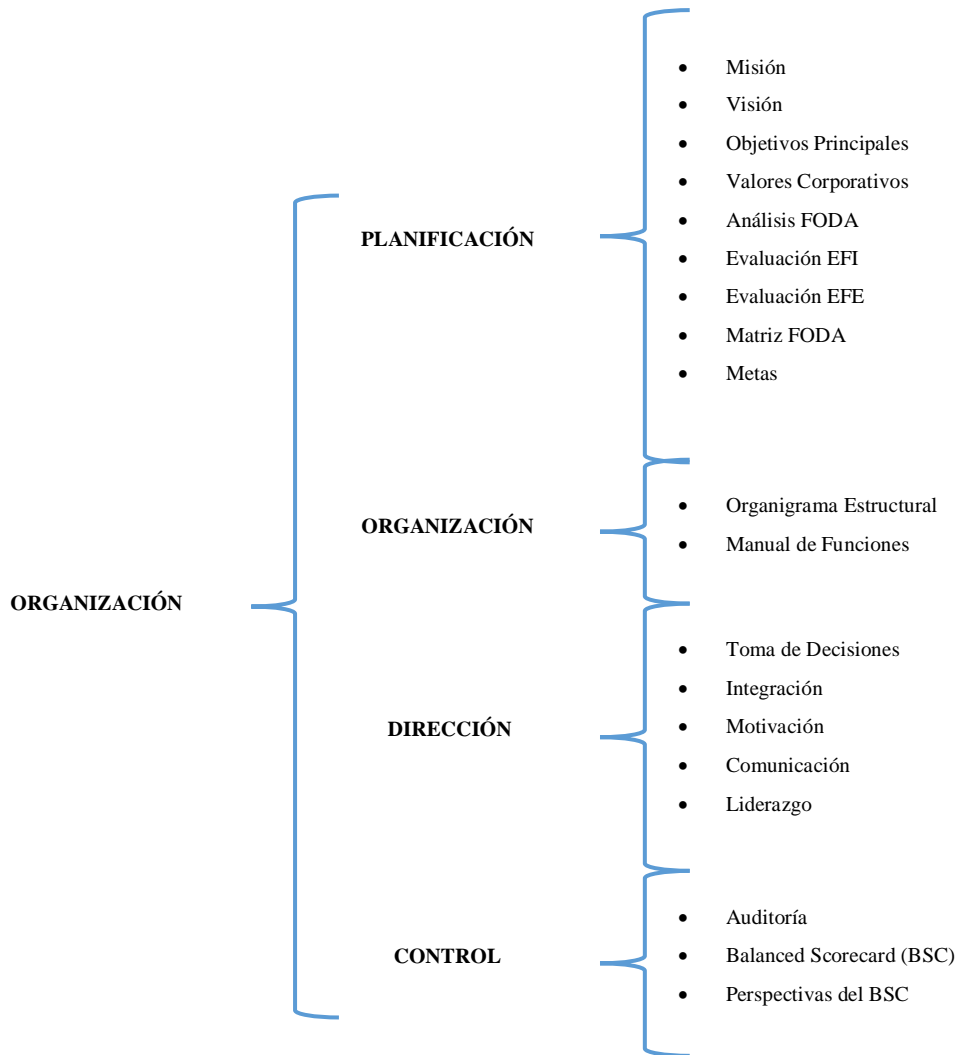 ORGANIZACIÓN
PLANIFICACIÓN
• Misión
• Visión
• Objetivos Principales
• Valores Corporativos
• Análisis FODA
• Evaluación EFI
• Evaluación EFE
• Matriz FODA
• Metas
ORGANIZACIÓN
• Organigrama Estructural
• Manual de Funciones
DIRECCIÓN
• Toma de Decisiones
• Integración
• Motivación
• Comunicación
• Liderazgo
CONTROL
• Auditoría
• Balanced Scorecard (BSC)
• Perspectivas del BSC